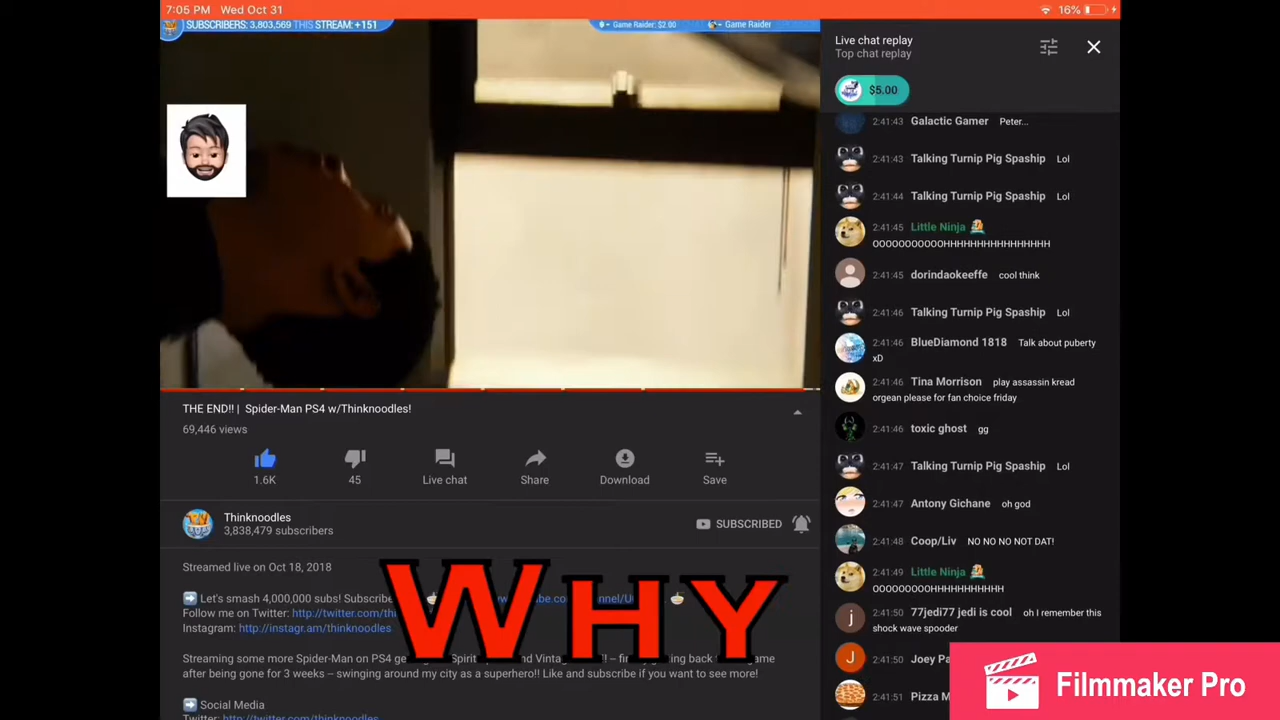 7:05 PM Wed Oct 31
16%
SUBSCRIBERS: 3,803,569 THIS STREAM: +151
Game Raider: $2.00
Game Raider
Live chat replay
Top chat replay
$5.00
2:41:43 Galactic Gamer Peter...
2:41:43 Talking Turnip Pig Spaship Lol
2:41:44 Talking Turnip Pig Spaship Lol
2:41:45 Little Ninja
OOOOOOOOOOOHHHHHHHHHHHHHHHH
2:41:45 dorindaokeeffe cool think
2:41:46 Talking Turnip Pig Spaship Lol
2:41:46 BlueDiamond 1818 Talk about puberty
xD
2:41:46 Tina Morrison play assassin kread
orgean please for fan choice friday
2:41:46 toxic ghost gg
2:41:47 Talking Turnip Pig Spaship Lol
2:41:47 Antony Gichane oh god
2:41:48 Coop/Liv NO NO NO NOT DAT!
2:41:49 Little Ninja
OOOOOOOHHHHHHHHHHH
2:41:50 77jedi77 jedi is cool oh I remember this
shock wave spooder
2:41:50 Joey
2:41:51 Pizza
THE END!! | Spider-Man PS4 w/Thinknoodles!
69,446 views
1.6K
45
Live chat
Share
Download
Save
Thinknoodles
3,838,479 subscribers
SUBSCRIBED
Streamed live on Oct 18, 2018
Let's smash 4,000,000 subs!
Follow me on Twitter: http://twitter.com/
Instagram: http://instagr.am/thinknoodles
Streaming some more Spider-Man on PS4
after being gone for 3 weeks -- swinging around my city as a superhero!! Like and subscribe if you want to see more!
Social Media
Twitter: http://twitter.com/thinknoodles
WHY
Filmmaker Pro